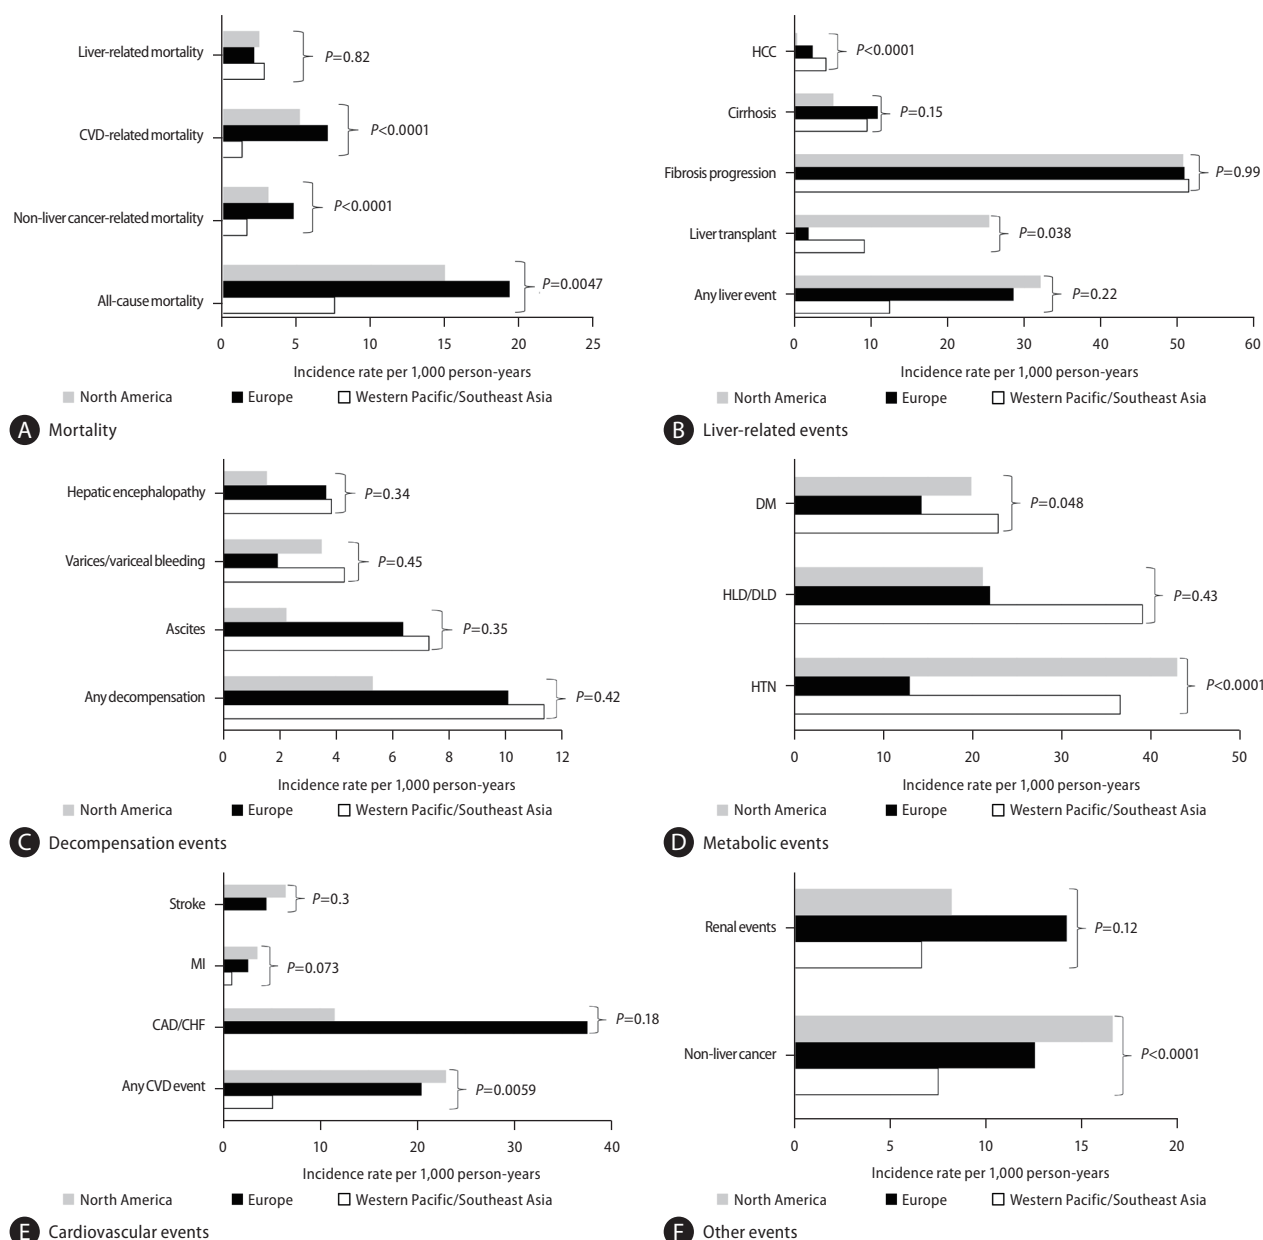 Liver-related mortality
P=0.82
CVD-related mortality
P<0.0001
Non-liver cancer-related mortality
P<0.0001
All-cause mortality
P=0.0047
0 5 10 15 20 25
Incidence rate per 1,000 person-years
North America Europe Western Pacific/Southeast Asia
A Mortality
HCC
P<0.0001
Cirrhosis
P=0.15
Fibrosis progression
P=0.99
Liver transplant
P=0.038
Any liver event
P=0.22
0 10 20 30 40 50 60
Incidence rate per 1,000 person-years
North America Europe Western Pacific/Southeast Asia
B Liver-related events
Hepatic encephalopathy
P=0.34
Varices/variceal bleeding
P=0.45
Ascites
P=0.35
Any decompensation
P=0.42
0 2 4 6 8 10 12
Incidence rate per 1,000 person-years
North America Europe Western Pacific/Southeast Asia
C Decompensation events
DM
P=0.048
HLD/DLD
P=0.43
HTN
P<0.0001
0 10 20 30 40 50
Incidence rate per 1,000 person-years
North America Europe Western Pacific/Southeast Asia
D Metabolic events
Stroke
P=0.3
MI
P=0.073
CAD/CHF
P=0.18
Any CVD event
P=0.0059
0 10 20 30 40
Incidence rate per 1,000 person-years
North America Europe Western Pacific/Southeast Asia
E Cardiovascular events
Renal events
P=0.12
Non-liver cancer
P<0.0001
0 5 10 15 20
Incidence rate per 1,000 person-years
North America Europe Western Pacific/Southeast Asia
F Other events